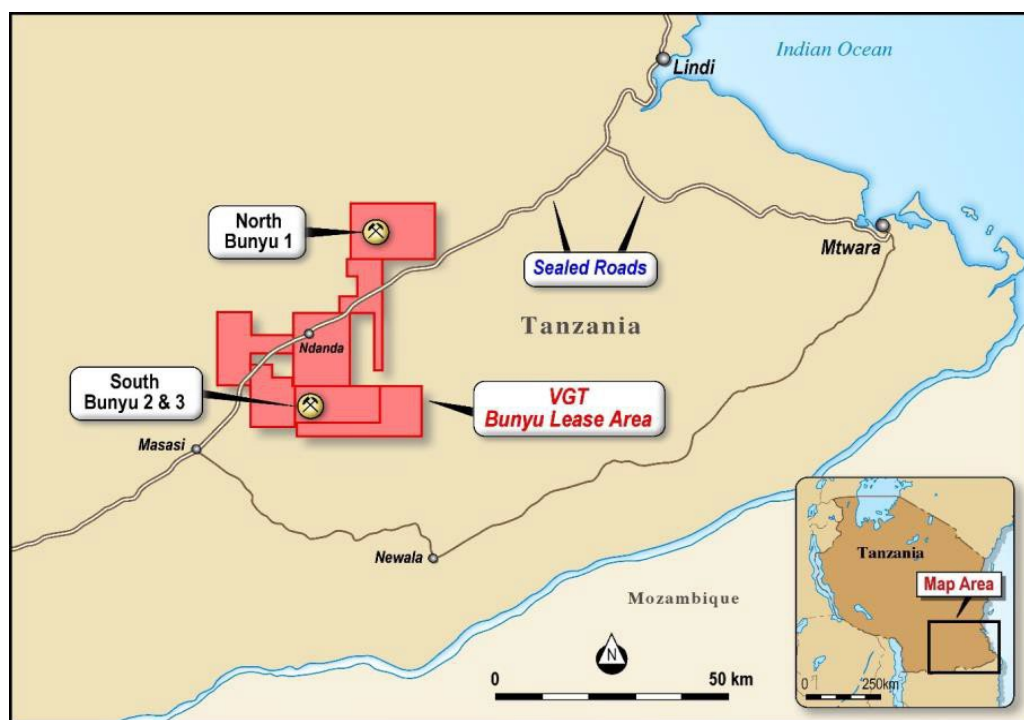 Indian Ocean
Lindi
North
Bunyu 1
Mtwara
Sealed Roads
Tanzania
Ndanda
South
Bunyu 2 & 3
VGT
Bunyu Lease Area
Masasi
Newala
Tanzania
Map Area
Mozambique
N
0
50 km
0
250km